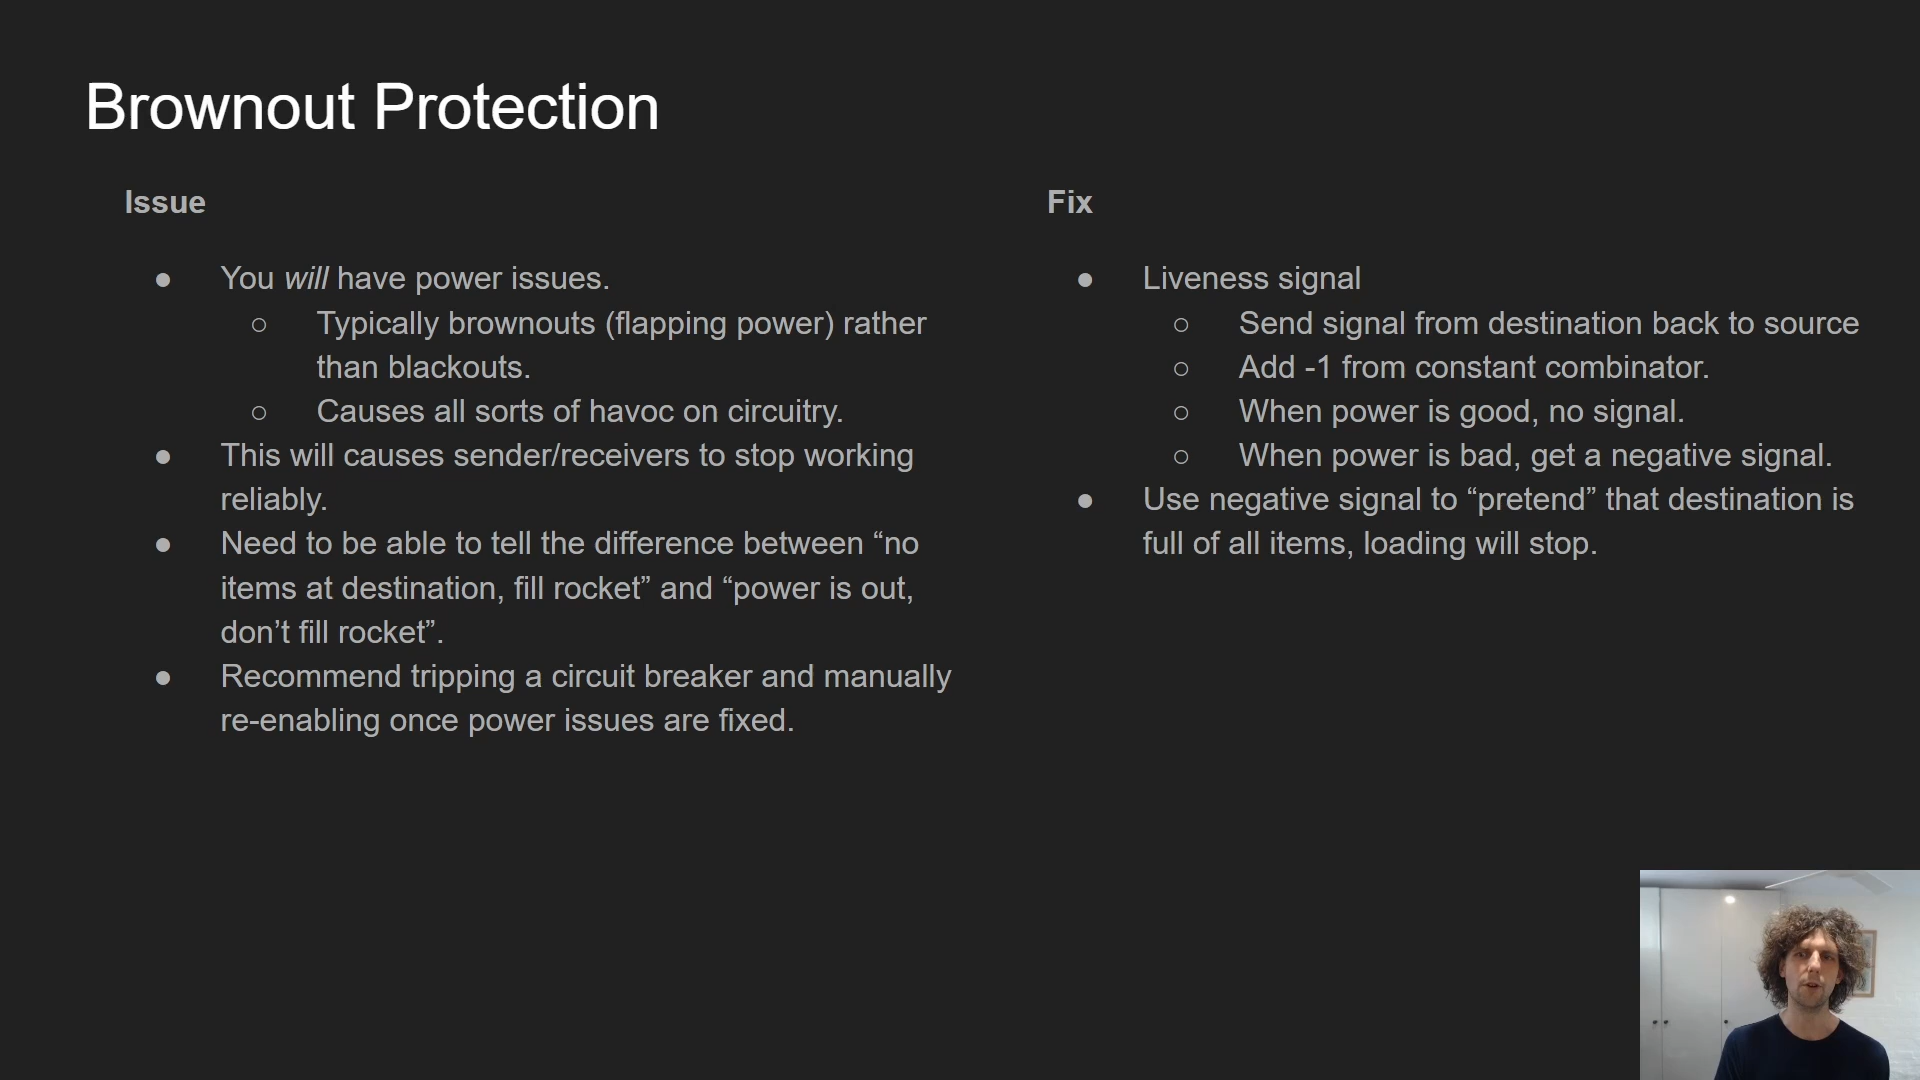 Brownout Protection
Issue
● You will have power issues.
○ Typically brownouts (flapping power) rather
than blackouts.
○ Causes all sorts of havoc on circuitry.
● This will causes sender/receivers to stop working
reliably.
● Need to be able to tell the difference between “no
items at destination, fill rocket” and “power is out,
don’t fill rocket”.
● Recommend tripping a circuit breaker and manually
re-enabling once power issues are fixed.
Fix
● Liveness signal
○ Send signal from destination back to source
○ Add -1 from constant combinator.
○ When power is good, no signal.
○ When power is bad, get a negative signal.
● Use negative signal to “pretend” that destination is
full of all items, loading will stop.